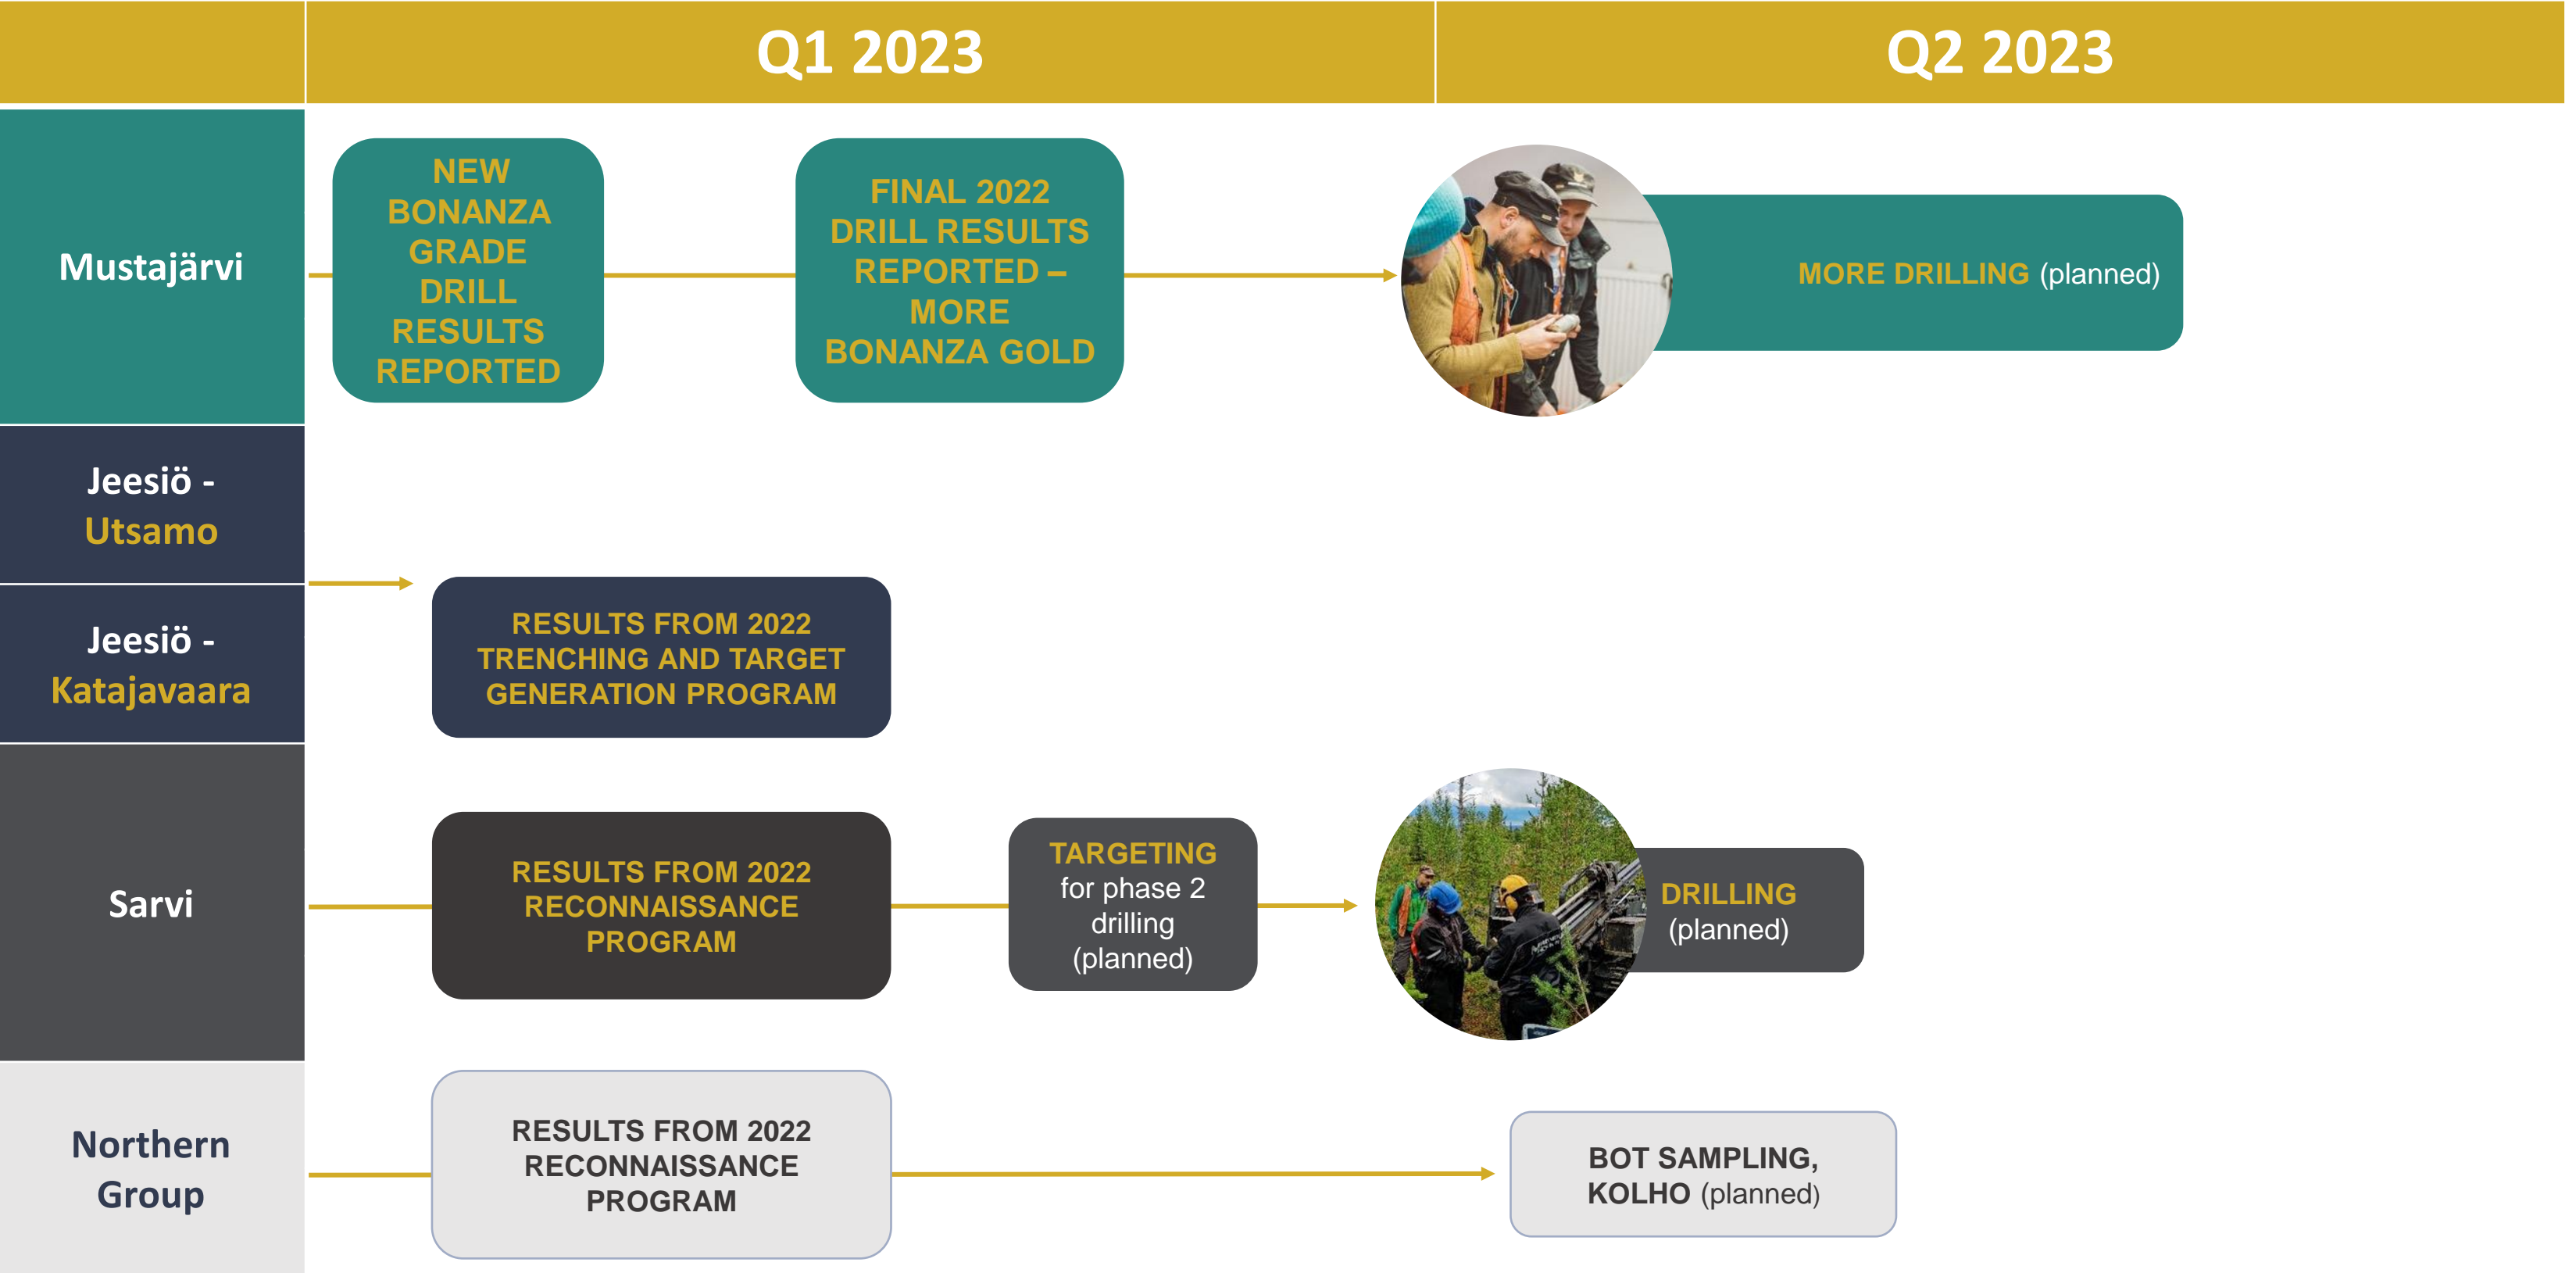 Q1 2023
Q2 2023
Mustajärvi
NEW
BONANZA
GRADE
DRILL
RESULTS
REPORTED
FINAL 2022
DRILL RESULTS
REPORTED –
MORE
BONANZA GOLD
MORE DRILLING (planned)
Jeesiö -
Utsamo
Jeesiö -
Katajavaara
RESULTS FROM 2022
TRENCHING AND TARGET
GENERATION PROGRAM
Sarvi
RESULTS FROM 2022
RECONNAISSANCE
PROGRAM
TARGETING
for phase 2
drilling
(planned)
DRILLING
(planned)
Northern
Group
RESULTS FROM 2022
RECONNAISSANCE
PROGRAM
BOT SAMPLING,
KOLHO (planned)